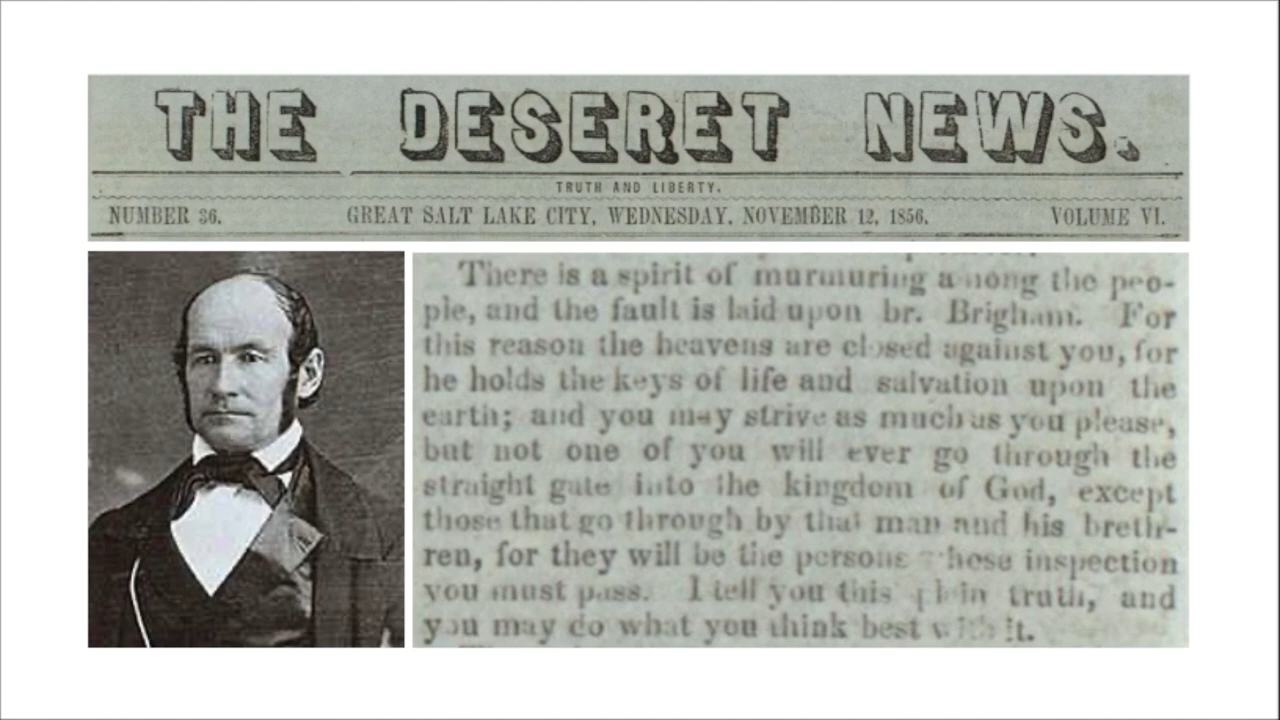 THE DESERET NEWS.
TRUTH AND LIBERTY.
NUMBER 36. GREAT SALT LAKE CITY, WEDNESDAY, NOVEMBER 12, 1856. VOLUME VI.
There is a spirit of murmuring among the peo-
ple, and the fault is laid upon br. Brigham. For
this reason the heavens are closed against you, for
he holds the keys of life and salvation upon the
earth; and you may strive as much as you please,
but not one of you will ever go through the
straight gate into the kingdom of God, except
those that go through by that man and his breth-
ren, for they will be the persons whose inspection
you must pass. I tell you this plain truth, and
you may do what you think best with it.